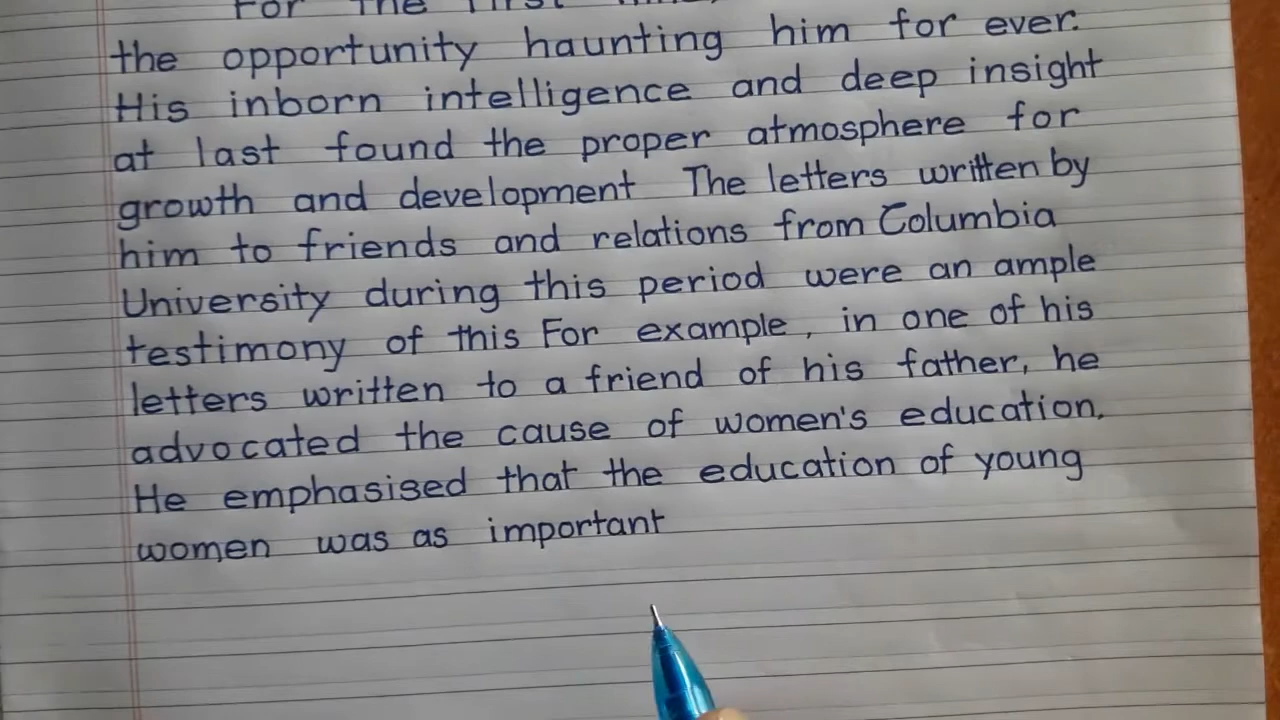 For the first
the opportunity haunting him for ever.
His inborn intelligence and deep insight
at last found the proper atmosphere for
growth and development The letters written by
him to friends and relations from Columbia
University during this period were an ample
testimony of this For example, in one of his
letters written to a friend of his father, he
advocated the cause of women's education.
He emphasised that the education of young
women was as important